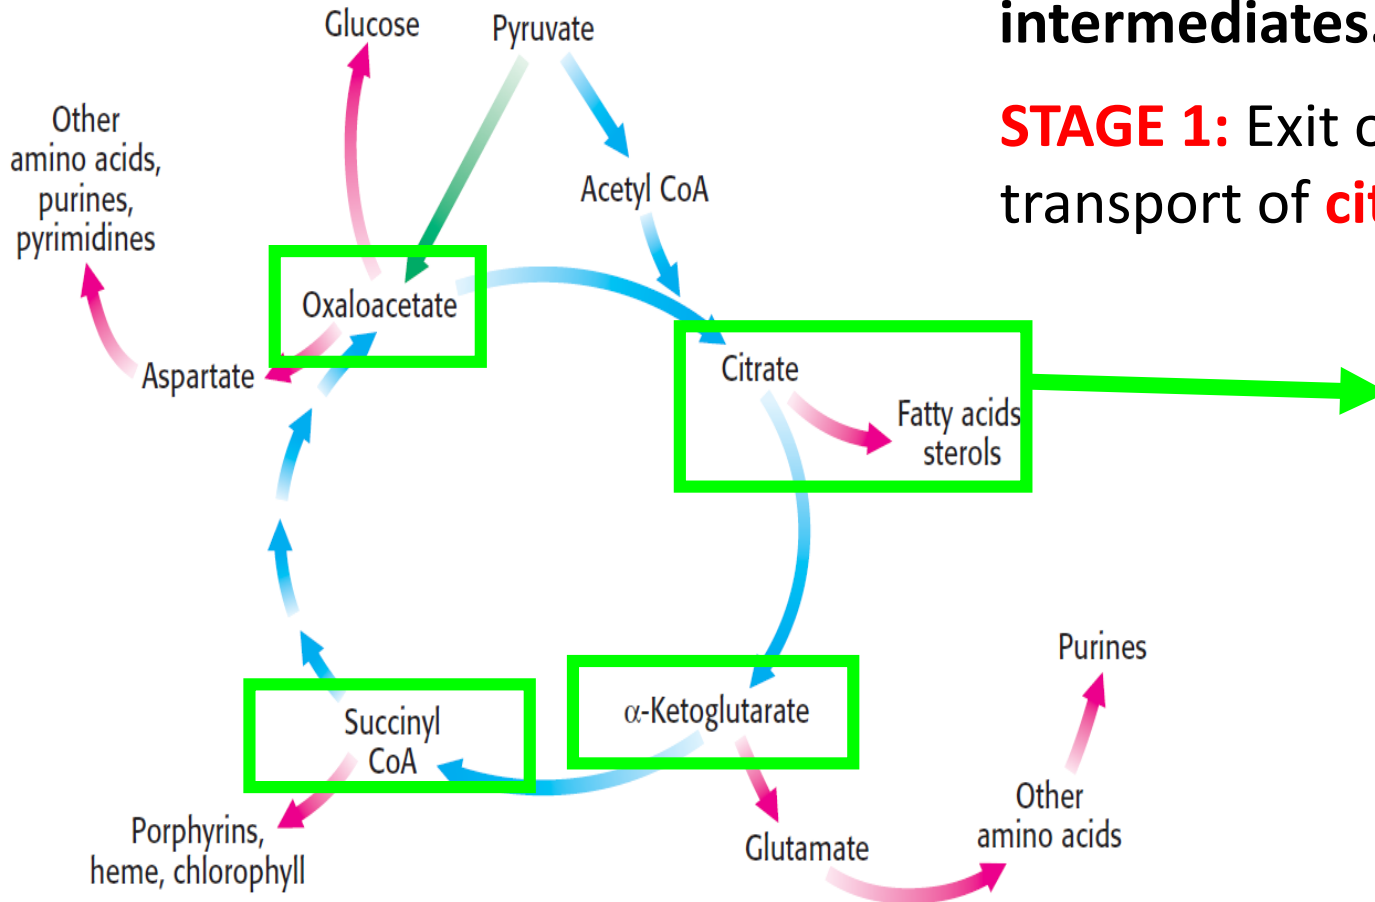 Glucose
Pyruvate
intermediates.
Other
amino acids,
purines,
pyrimidines
STAGE 1: Exit
transport of
Acetyl CoA
Oxaloacetate
Aspartate
Citrate
Fatty acids
sterols
Purines
Succinyl
CoA
α-Ketoglutarate
Other
amino acids
Porphyrins,
heme, chlorophyll
Glutamate